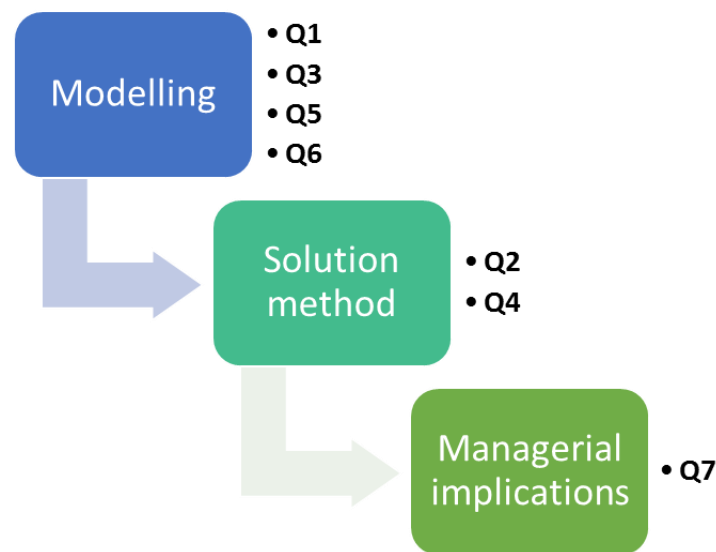 Modelling
• Q1
• Q3
• Q5
• Q6
Solution
method
• Q2
• Q4
Managerial
implications
• Q7